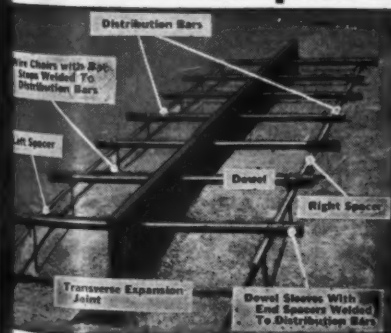 Distribution Bars
Wire Chairs with Bar
Stops Welded To
Distribution Bars
Left Spacer
Dowel
Right Spacer
Transverse Expansion
Joint
Dowel Sleeves With
End Spacers Welded
To Distribution Bars